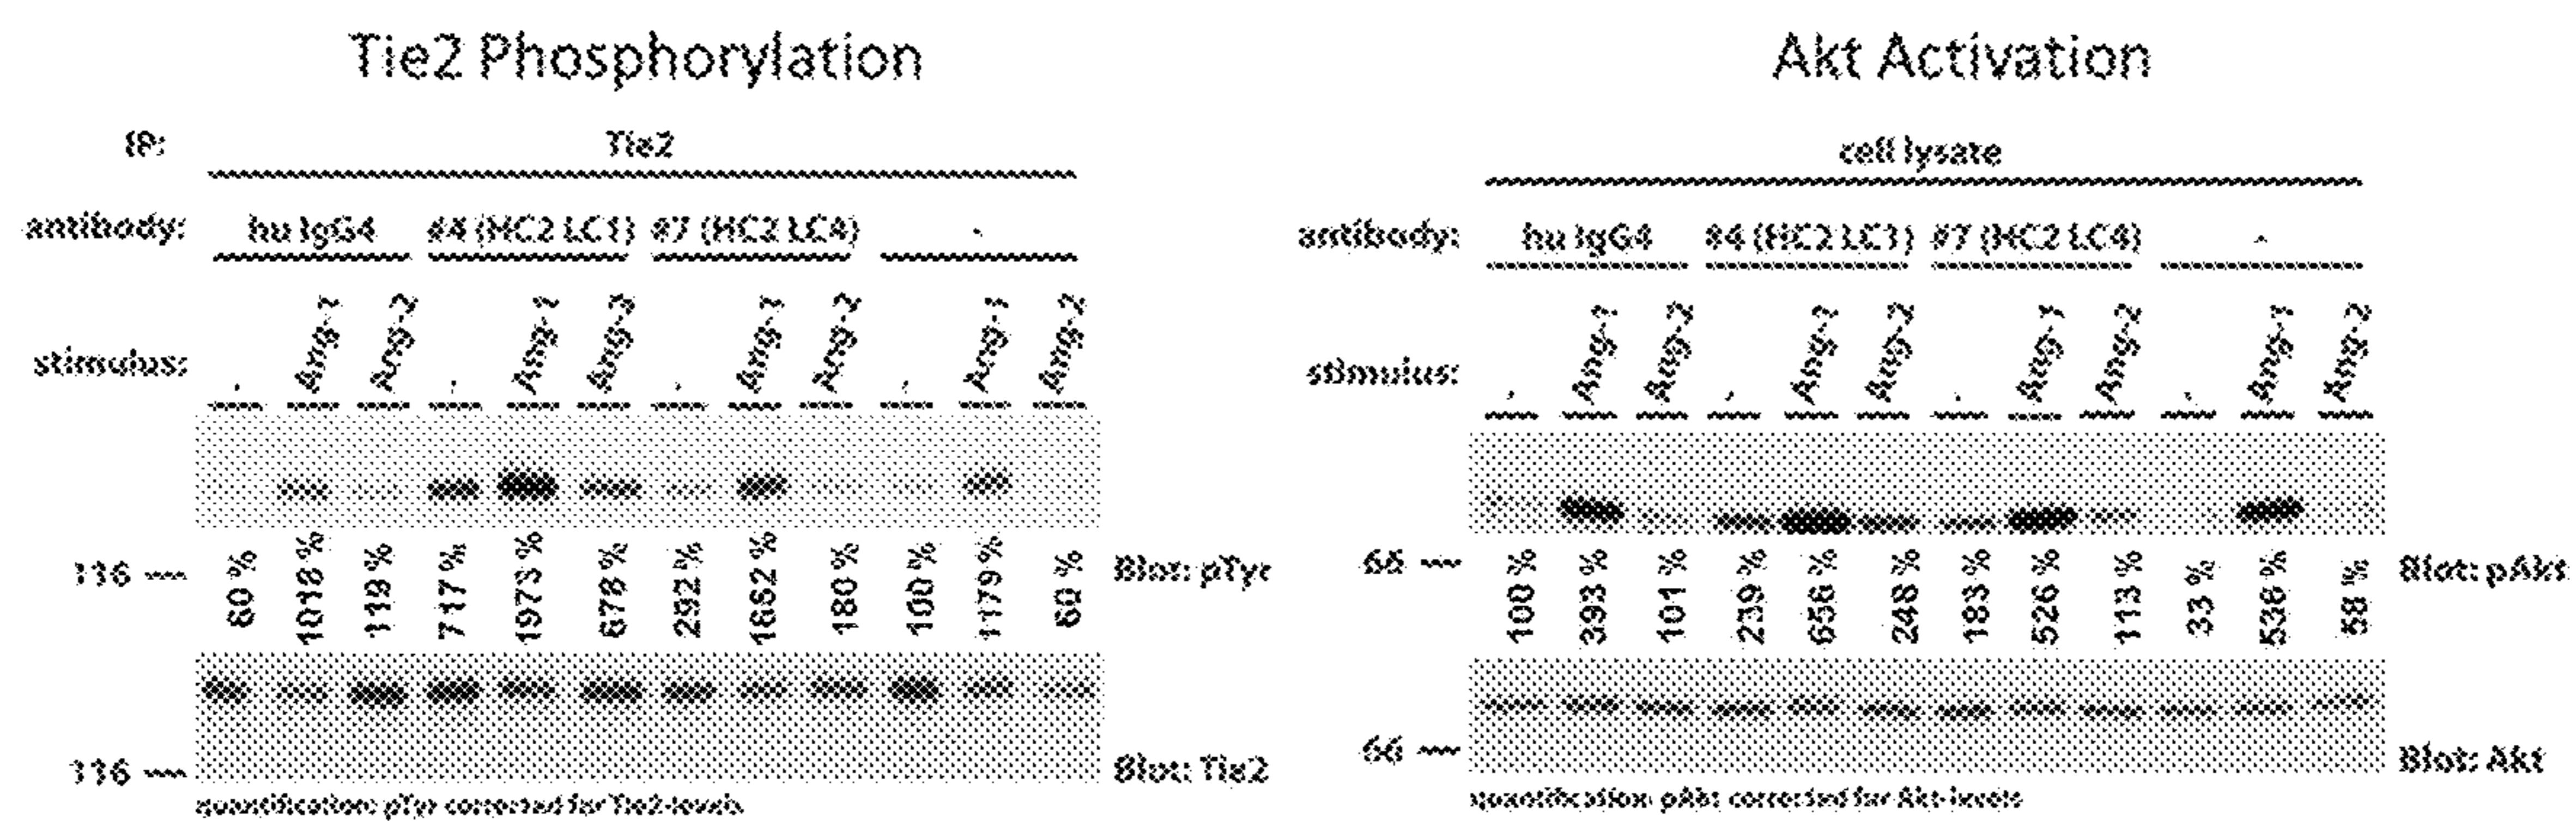 Tie2 Phosphorylation
IP: Tie2
antibody: hu IgG4 #4 (HC2 LC1) #7 (HC2 LC4) -
stimulus: - Ang-1 Ang-2 - Ang-1 Ang-2 - Ang-1 Ang-2 - Ang-1 Ang-2
116
60 % 1018 % 119 % 717 % 1973 % 678 % 292 % 1662 % 180 % 100 % 1179 % 60 %
Blot: pTyr
116
Blot: Tie2
quantification: pTyr corrected for Tie2-levels
Akt Activation
cell lysate
antibody: hu IgG4 #4 (HC2 LC1) #7 (HC2 LC4) -
stimulus: - Ang-1 Ang-2 - Ang-1 Ang-2 - Ang-1 Ang-2 - Ang-1 Ang-2
66
100 % 393 % 101 % 239 % 656 % 248 % 183 % 526 % 113 % 33 % 538 % 58 %
Blot: pAkt
66
Blot: Akt
quantification: pAkt corrected for Akt-levels